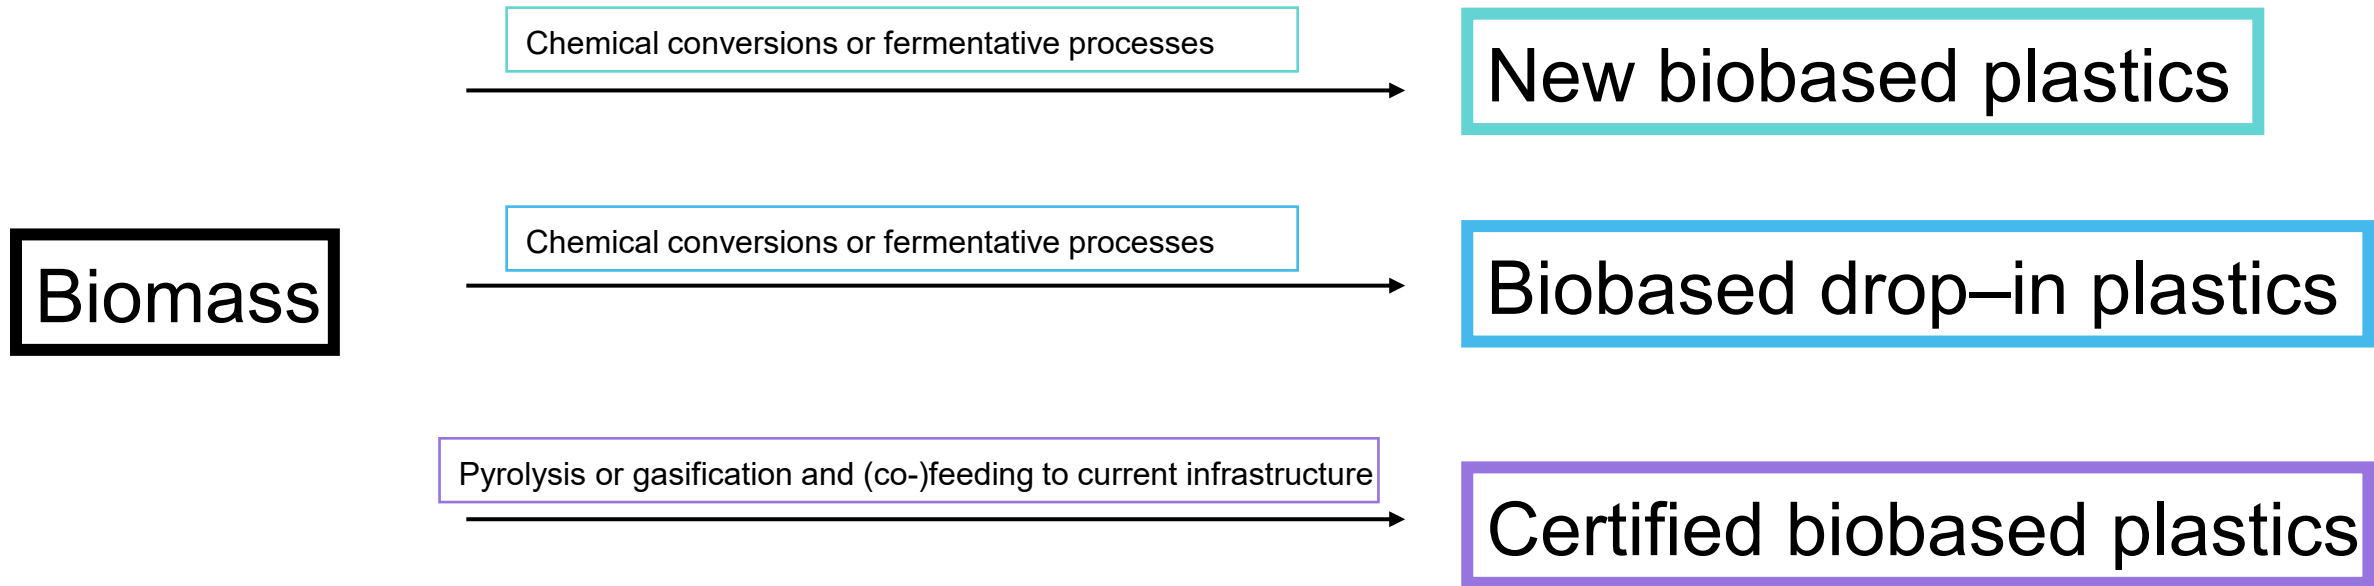 Chemical conversions or fermentative processes
New biobased plastics
Chemical conversions or fermentative processes
Biomass
Biobased drop–in plastics
Pyrolysis or gasification and (co-)feeding to current infrastructure
Certified biobased plastics